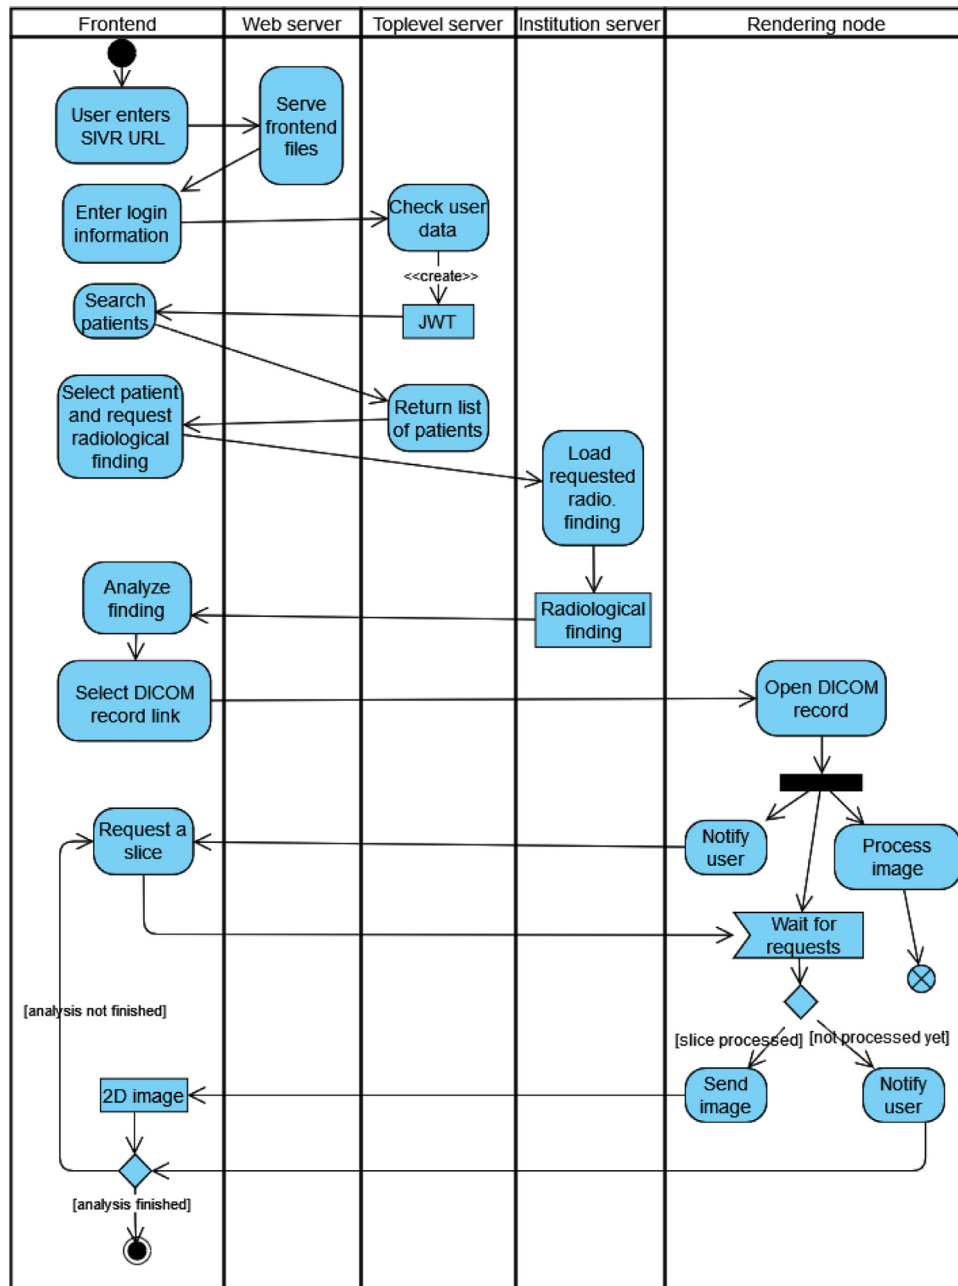 Frontend
Web server
Toplevel server
Institution server
Rendering node
User enters
SIVR URL
Serve
frontend
files
Enter login
information
Check user
data
<<create>>
JWT
Search
patients
Return list
of patients
Select patient
and request
radiological
finding
Load
requested
radio.
finding
Radiological
finding
Analyze
finding
Select DICOM
record link
Open DICOM
record
Notify
user
Process
image
Request a
slice
Wait for
requests
[analysis not finished]
[slice processed]
[not processed yet]
Send
image
Notify
user
2D image
[analysis finished]